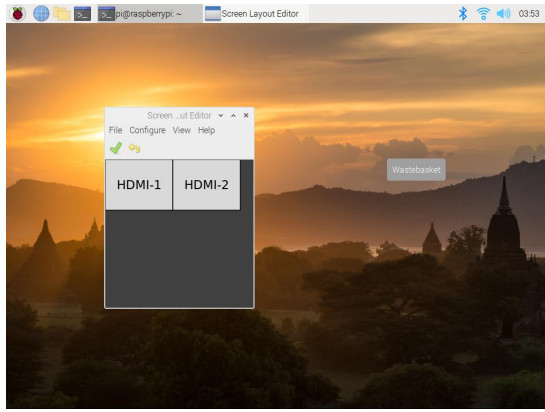 pi@raspberrypi: ~ Screen Layout Editor 03:53
Screen ...ut Editor
File Configure View Help
HDMI-1 HDMI-2
Wastebasket